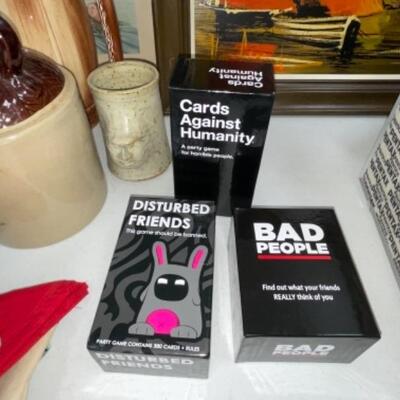 Cards
Against
Humanity
Cards
Against
Humanity
A party game
for horrible people.
DISTURBED
FRIENDS
This game should be banned.
PARTY GAME CONTAINS 380 CARDS + RULES
DISTURBED
FRIENDS
BAD
PEOPLE
Find out what your friends
REALLY think of you
BAD
PEOPLE